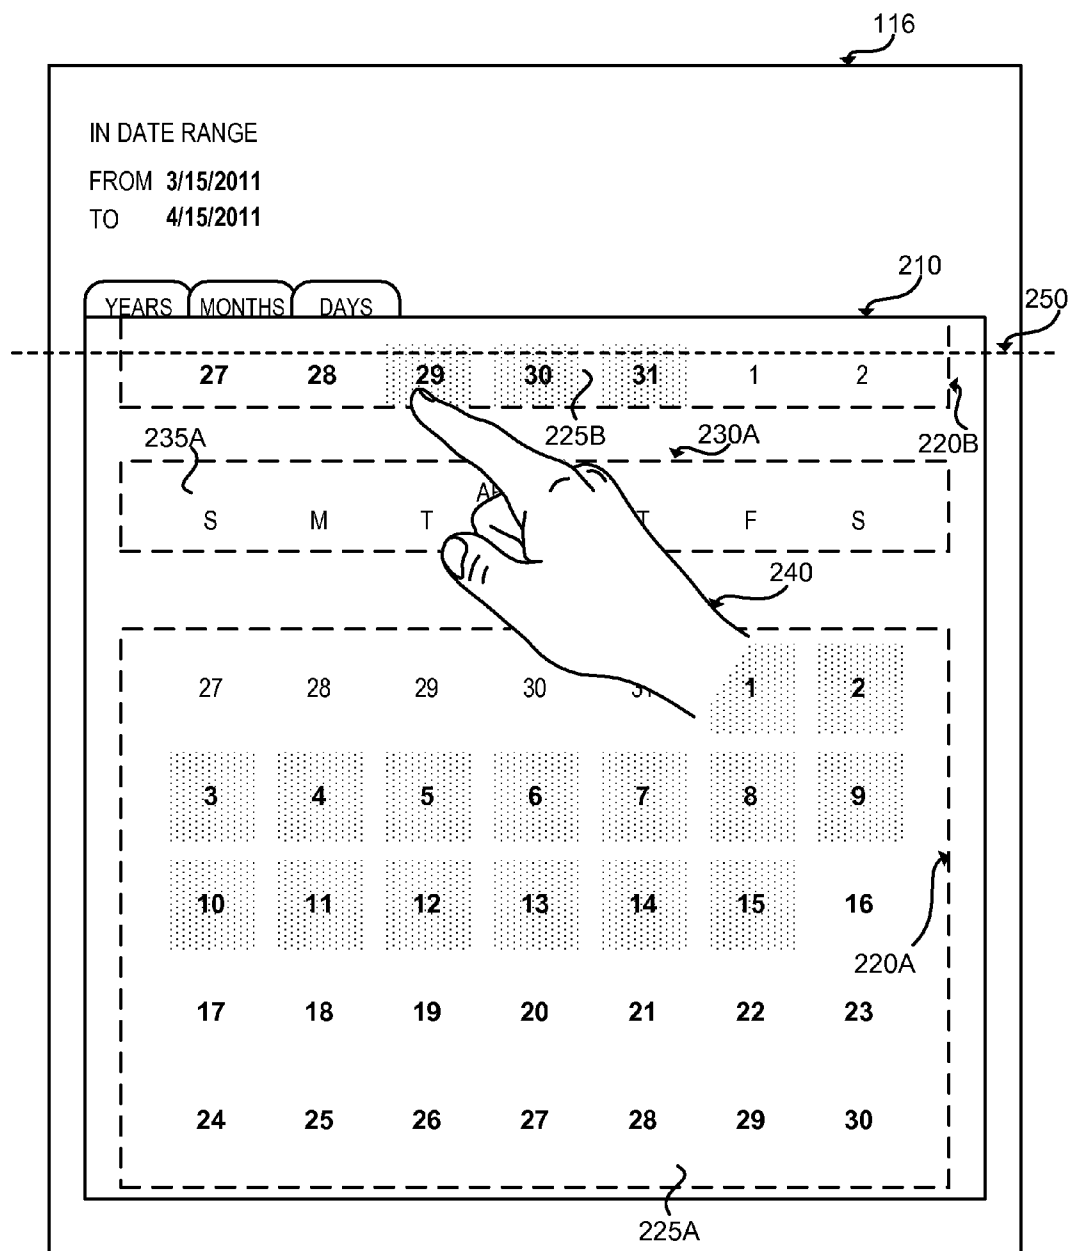 116
IN DATE RANGE
FROM 3/15/2011
TO 4/15/2011
210
250
YEARS MONTHS DAYS
27 28 29 30 31 1 2
235A 225B 230A 220B
S M T T F S
240
27 28 29 30 31 1 2
3 4 5 6 7 8 9
10 11 12 13 14 15 16
220A
17 18 19 20 21 22 23
24 25 26 27 28 29 30
225A